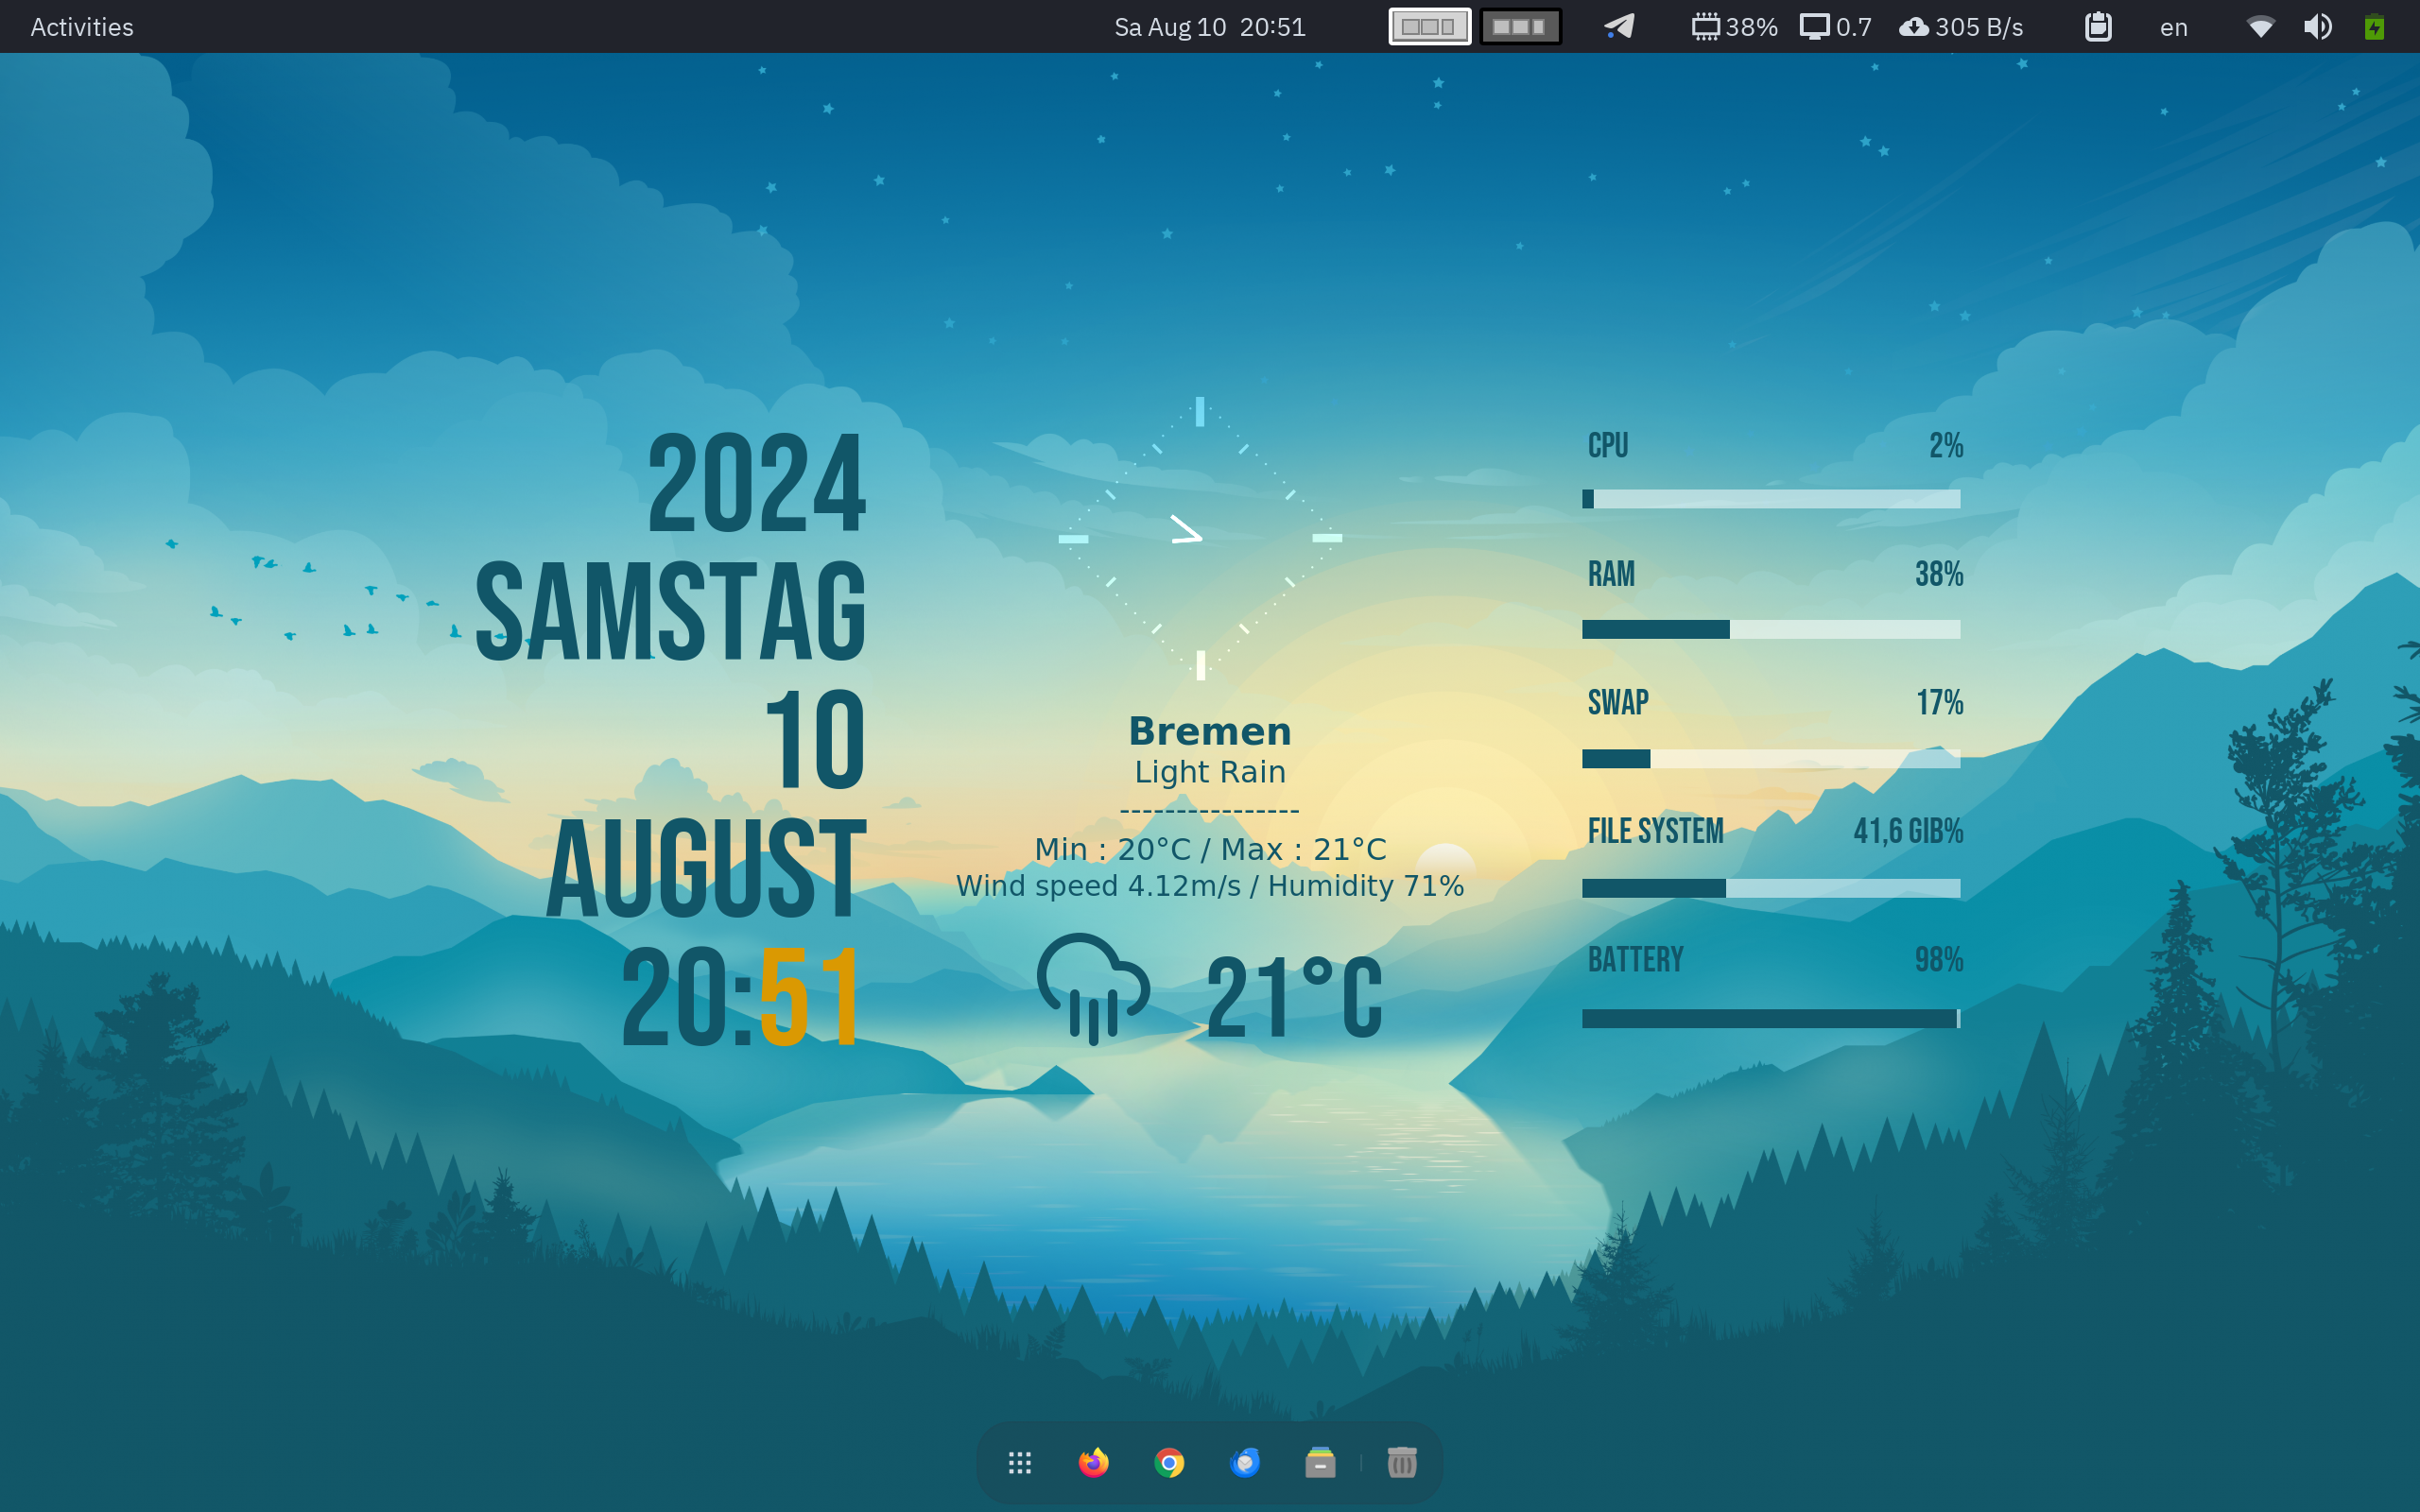 Activities
Sa Aug 10 20:51
38%
0.7
305 B/s
en
2024
SAMSTAG
10
AUGUST
20:51
Bremen
Light Rain
----------------
Min : 20°C / Max : 21°C
Wind speed 4.12m/s / Humidity 71%
21°C
CPU 2%
RAM 38%
SWAP 17%
FILE SYSTEM 41,6 GIB%
BATTERY 98%